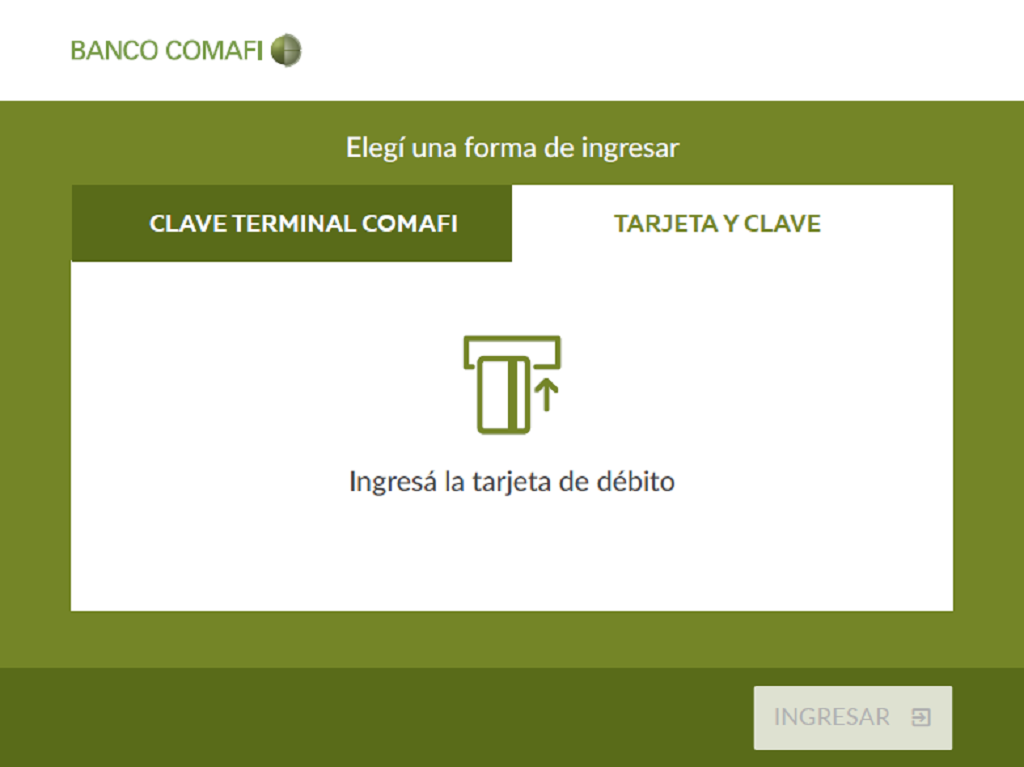 BANCO COMAFI
Elegí una forma de ingresar
CLAVE TERMINAL COMAFI
TARJETA Y CLAVE
Ingresá la tarjeta de débito
INGRESAR